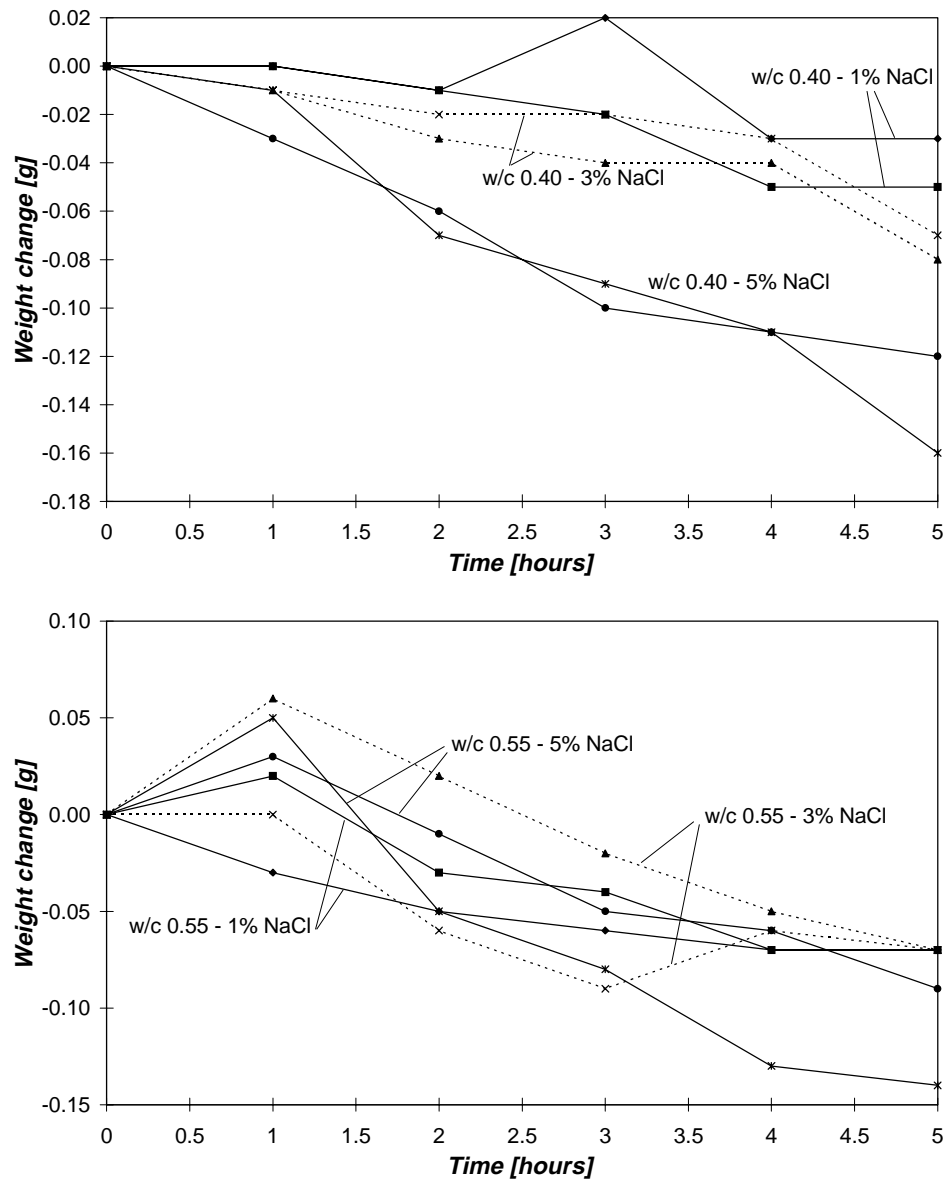 0.02
0.00
-0.02
-0.04
-0.06
-0.08
-0.10
-0.12
-0.14
-0.16
-0.18
Weight change [g]
w/c 0.40 - 1% NaCl
w/c 0.40 - 3% NaCl
w/c 0.40 - 5% NaCl
0 0.5 1 1.5 2 2.5 3 3.5 4 4.5 5
Time [hours]
0.10
0.05
0.00
-0.05
-0.10
-0.15
Weight change [g]
w/c 0.55 - 5% NaCl
w/c 0.55 - 3% NaCl
w/c 0.55 - 1% NaCl
0 0.5 1 1.5 2 2.5 3 3.5 4 4.5 5
Time [hours]